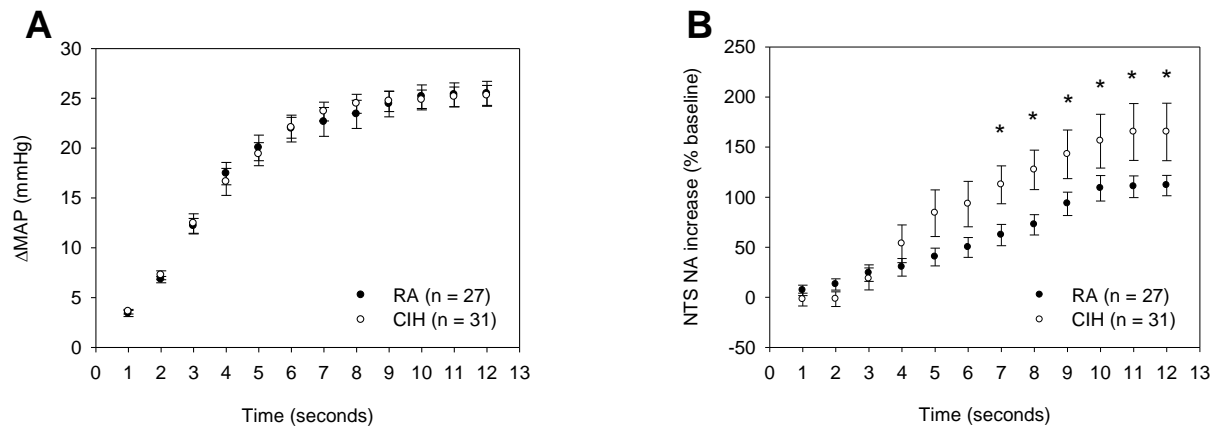 A
30
25
20
15
10
5
0
ΔMAP (mmHg)
RA (n = 27)
CIH (n = 31)
0 1 2 3 4 5 6 7 8 9 10 11 12 13
Time (seconds)
B
250
200
150
100
50
0
-50
NTS NA increase (% baseline)
* * * * * *
RA (n = 27)
CIH (n = 31)
0 1 2 3 4 5 6 7 8 9 10 11 12 13
Time (seconds)